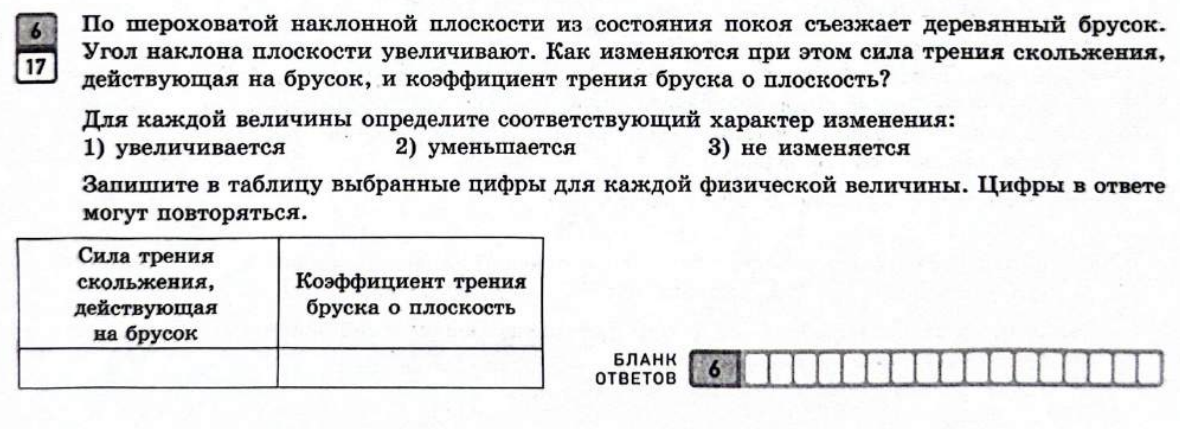 6
17
По шероховатой наклонной плоскости из состояния покоя съезжает деревянный брусок.
Угол наклона плоскости увеличивают. Как изменяются при этом сила трения скольжения,
действующая на брусок, и коэффициент трения бруска о плоскость?
Для каждой величины определите соответствующий характер изменения:
1) увеличивается 2) уменьшается 3) не изменяется
Запишите в таблицу выбранные цифры для каждой физической величины. Цифры в ответе
могут повторяться.
Сила трения
скольжения,
действующая
на брусок
Коэффициент трения
бруска о плоскость
БЛАНК
ОТВЕТОВ
6